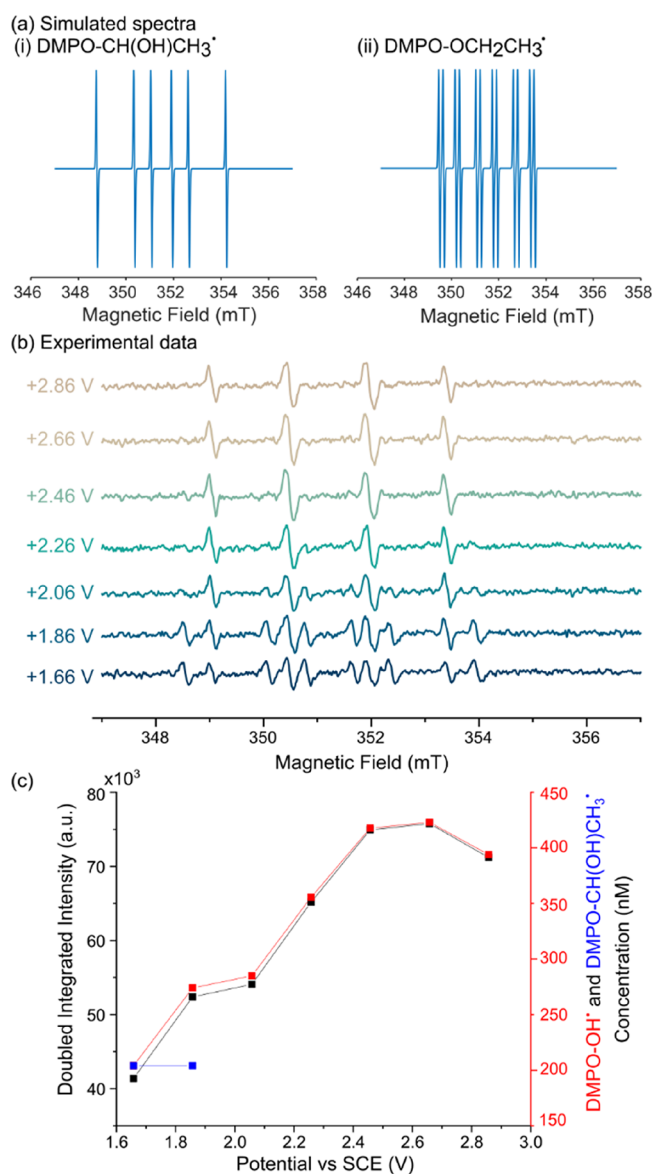 (a) Simulated spectra
(i) DMPO-CH(OH)CH3• (ii) DMPO-OCH2CH3•
346 348 350 352 354 356 358 346 348 350 352 354 356 358
Magnetic Field (mT) Magnetic Field (mT)
(b) Experimental data
+2.86 V
+2.66 V
+2.46 V
+2.26 V
+2.06 V
+1.86 V
+1.66 V
348 350 352 354 356
Magnetic Field (mT)
(c)
x10³
80 450
400
70 350
300
60
250
50
200
40
150
Doubled Integrated Intensity (a.u.)
DMPO-OH• and DMPO-CH(OH)CH3•
Concentration (nM)
1.6 1.8 2.0 2.2 2.4 2.6 2.8 3.0
Potential vs SCE (V)